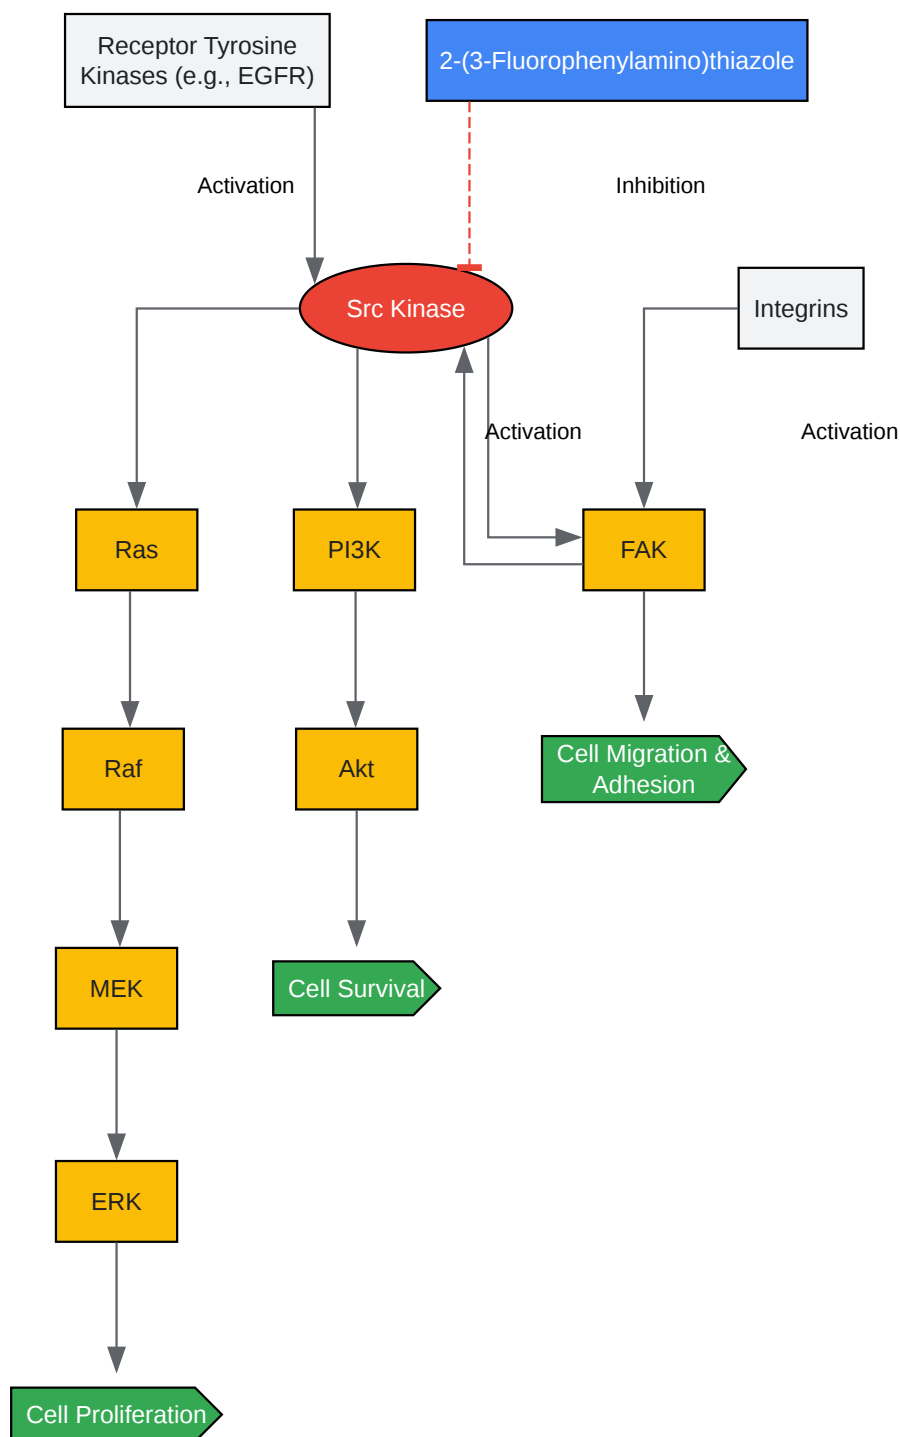 Receptor Tyrosine
Kinases (e.g., EGFR)
2-(3-Fluorophenylamino)thiazole
Activation
Inhibition
Src Kinase
Integrins
Activation
Activation
Ras
PI3K
FAK
Raf
Akt
Cell Migration &
Adhesion
MEK
Cell Survival
ERK
Cell Proliferation